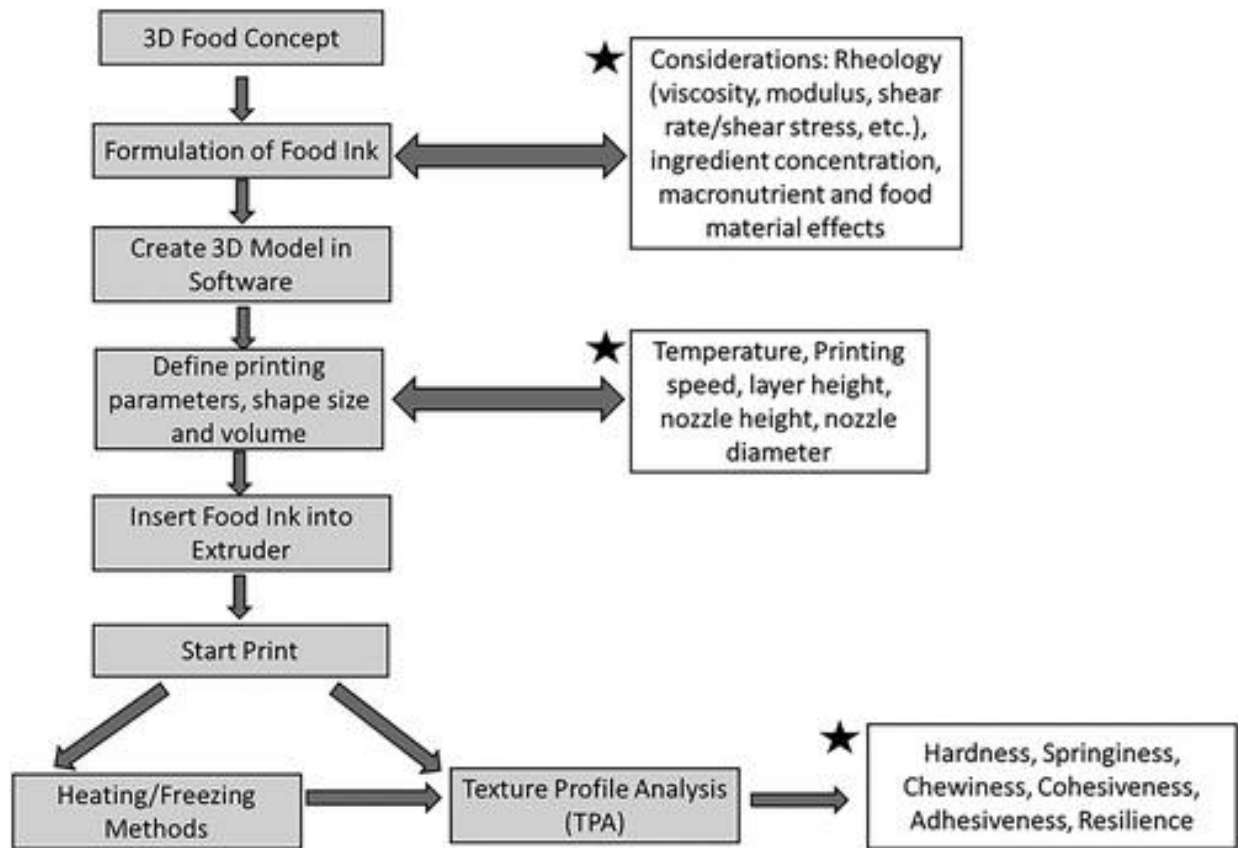 3D Food Concept
Considerations: Rheology
(viscosity, modulus, shear
rate/shear stress, etc.),
ingredient concentration,
macronutrient and food
material effects
Formulation of Food Ink
Create 3D Model in
Software
Define printing
parameters, shape size
and volume
Temperature, Printing
speed, layer height,
nozzle height, nozzle
diameter
Insert Food Ink into
Extruder
Start Print
Heating/Freezing
Methods
Texture Profile Analysis
(TPA)
Hardness, Springiness,
Chewiness, Cohesiveness,
Adhesiveness, Resilience